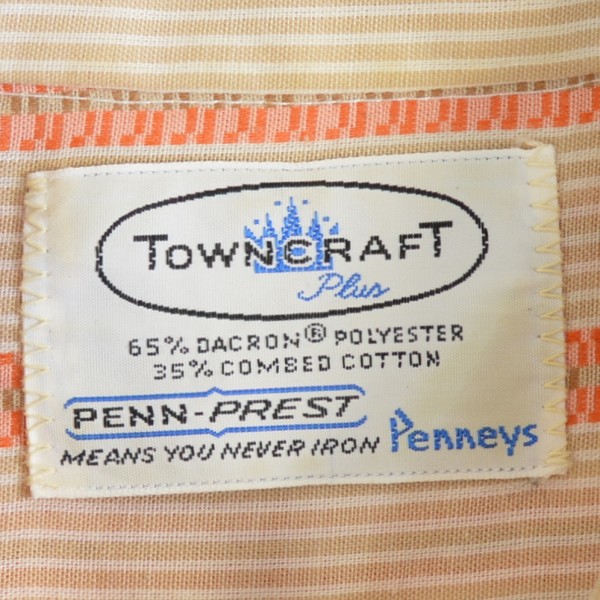 TOWNCRAFT
Plus
65% DACRON® POLYESTER
35% COMBED COTTON
PENN-PREST
MEANS YOU NEVER IRON
Penneys